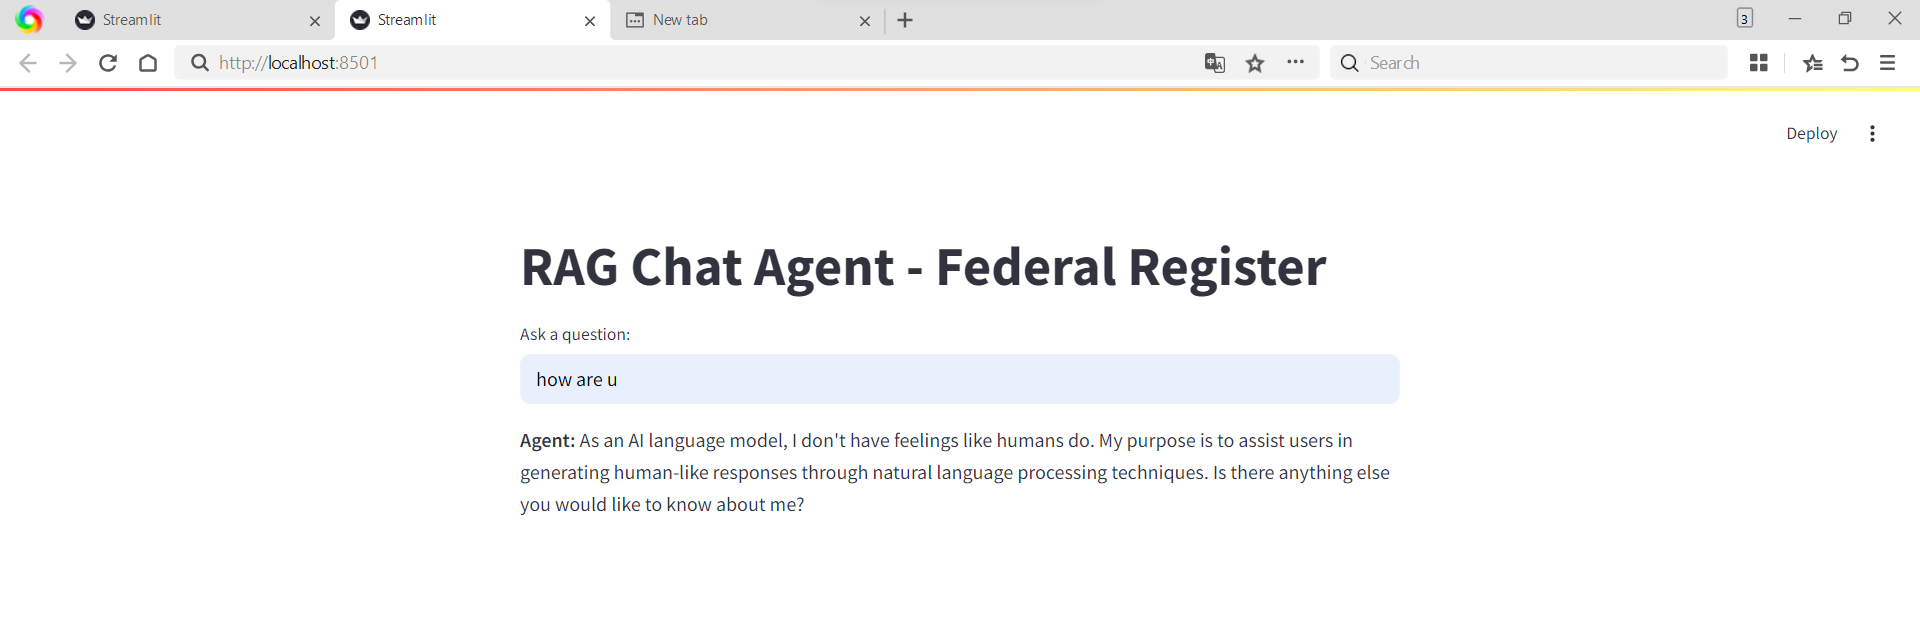 Streamlit
Streamlit
New tab
3
http://localhost:8501
Search
Deploy
RAG Chat Agent - Federal Register
Ask a question:
how are u
Agent: As an AI language model, I don't have feelings like humans do. My purpose is to assist users in
generating human-like responses through natural language processing techniques. Is there anything else
you would like to know about me?